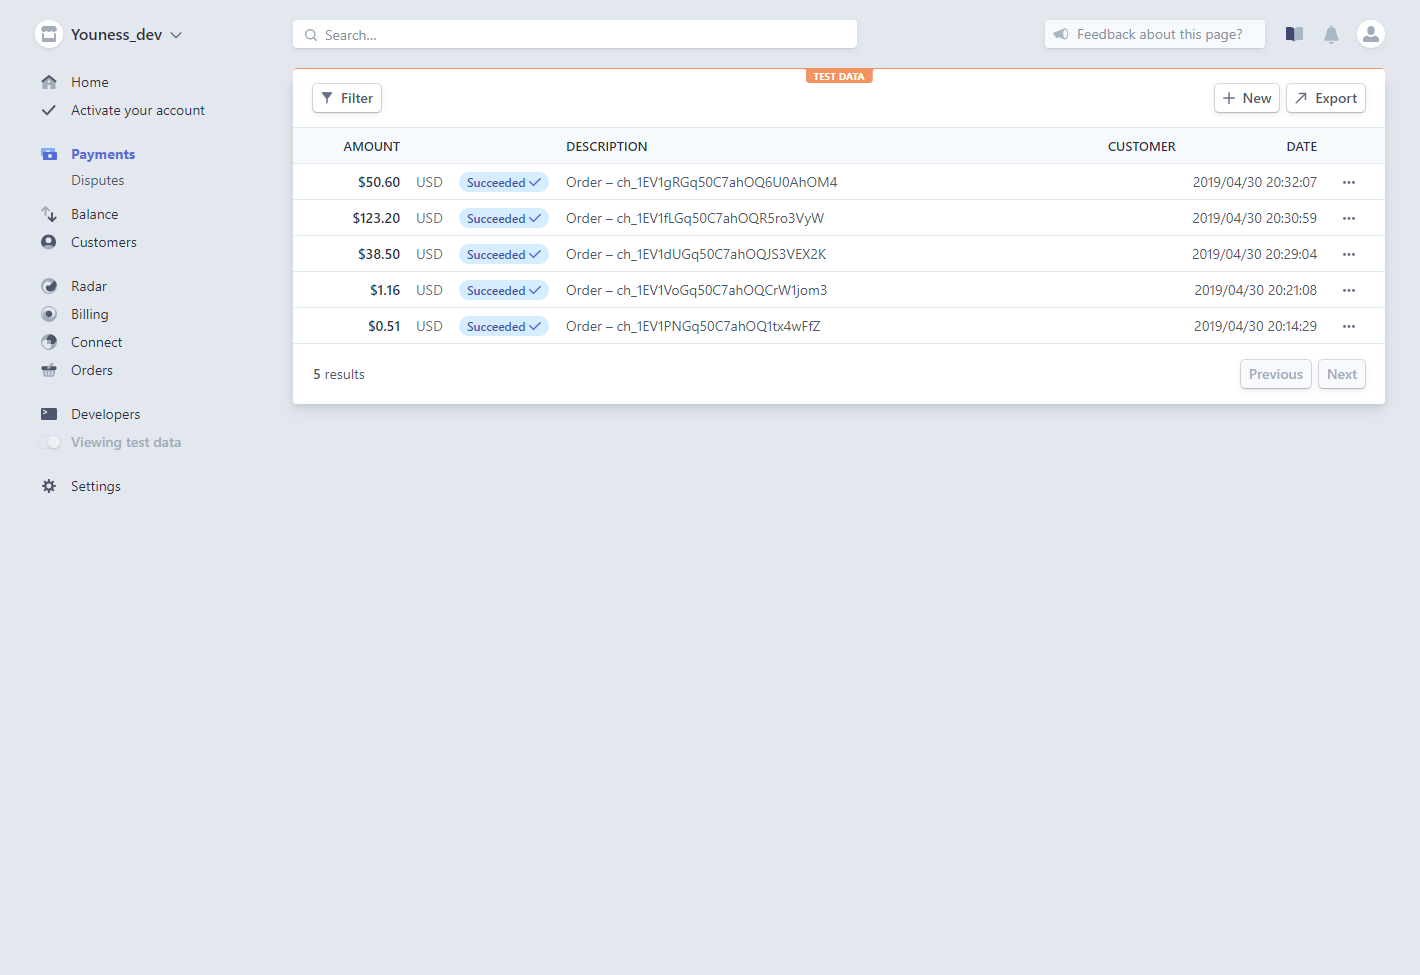 Youness_dev
Search...
Feedback about this page?
Home
Activate your account
Payments
Disputes
Balance
Customers
Radar
Billing
Connect
Orders
Developers
Viewing test data
Settings
TEST DATA
Filter
New
Export
AMOUNT DESCRIPTION CUSTOMER DATE
$50.60 USD Succeeded Order – ch_1EV1gRGq50C7ahOQ6U0AhOM4 2019/04/30 20:32:07
$123.20 USD Succeeded Order – ch_1EV1fLGq50C7ahOQR5ro3VyW 2019/04/30 20:30:59
$38.50 USD Succeeded Order – ch_1EV1dUGq50C7ahOQJS3VEX2K 2019/04/30 20:29:04
$1.16 USD Succeeded Order – ch_1EV1VoGq50C7ahOQCrW1jom3 2019/04/30 20:21:08
$0.51 USD Succeeded Order – ch_1EV1PNGq50C7ahOQ1tx4wFfZ 2019/04/30 20:14:29
5 results
Previous
Next